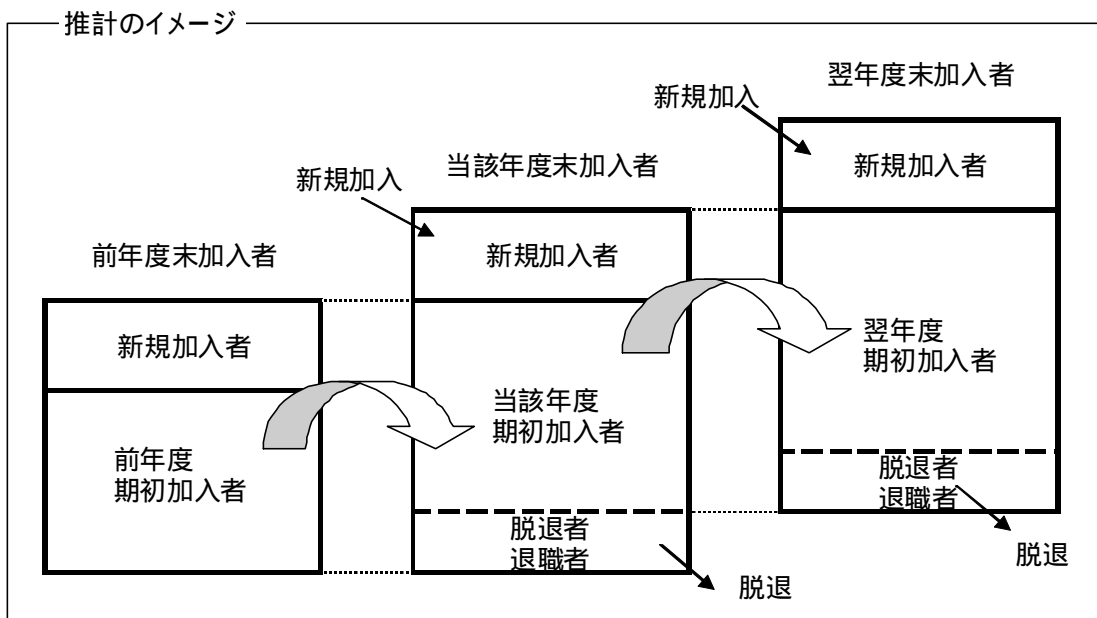 推計のイメージ
前年度末加入者
新規加入者
前年度
期初加入者
新規加入
当該年度末加入者
新規加入者
当該年度
期初加入者
脱退者
退職者
脱退
新規加入
翌年度末加入者
新規加入者
翌年度
期初加入者
脱退者
退職者
脱退